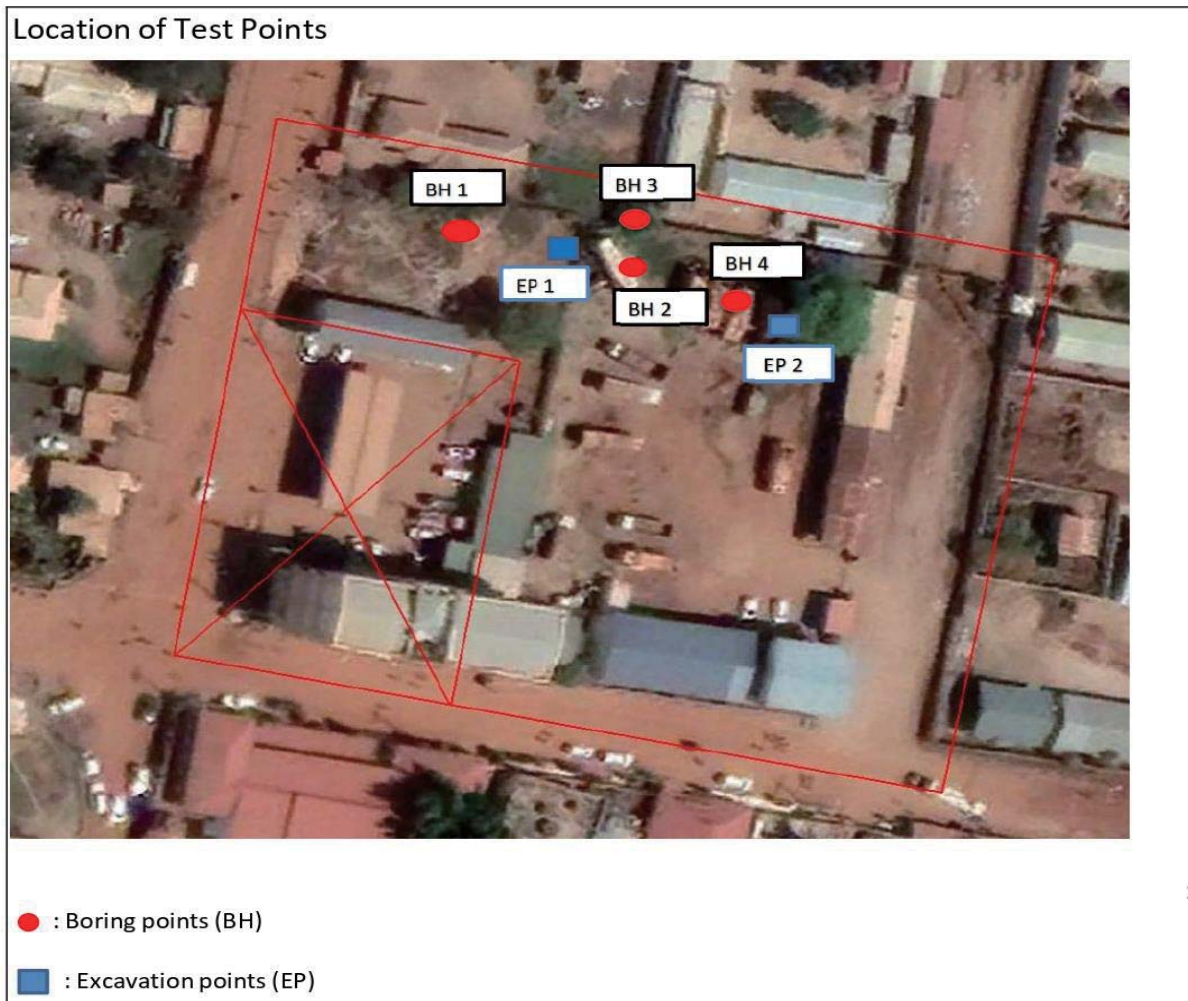 Location of Test Points
BH 1
BH 3
EP 1
BH 4
BH 2
EP 2
: Boring points (BH)
: Excavation points (EP)